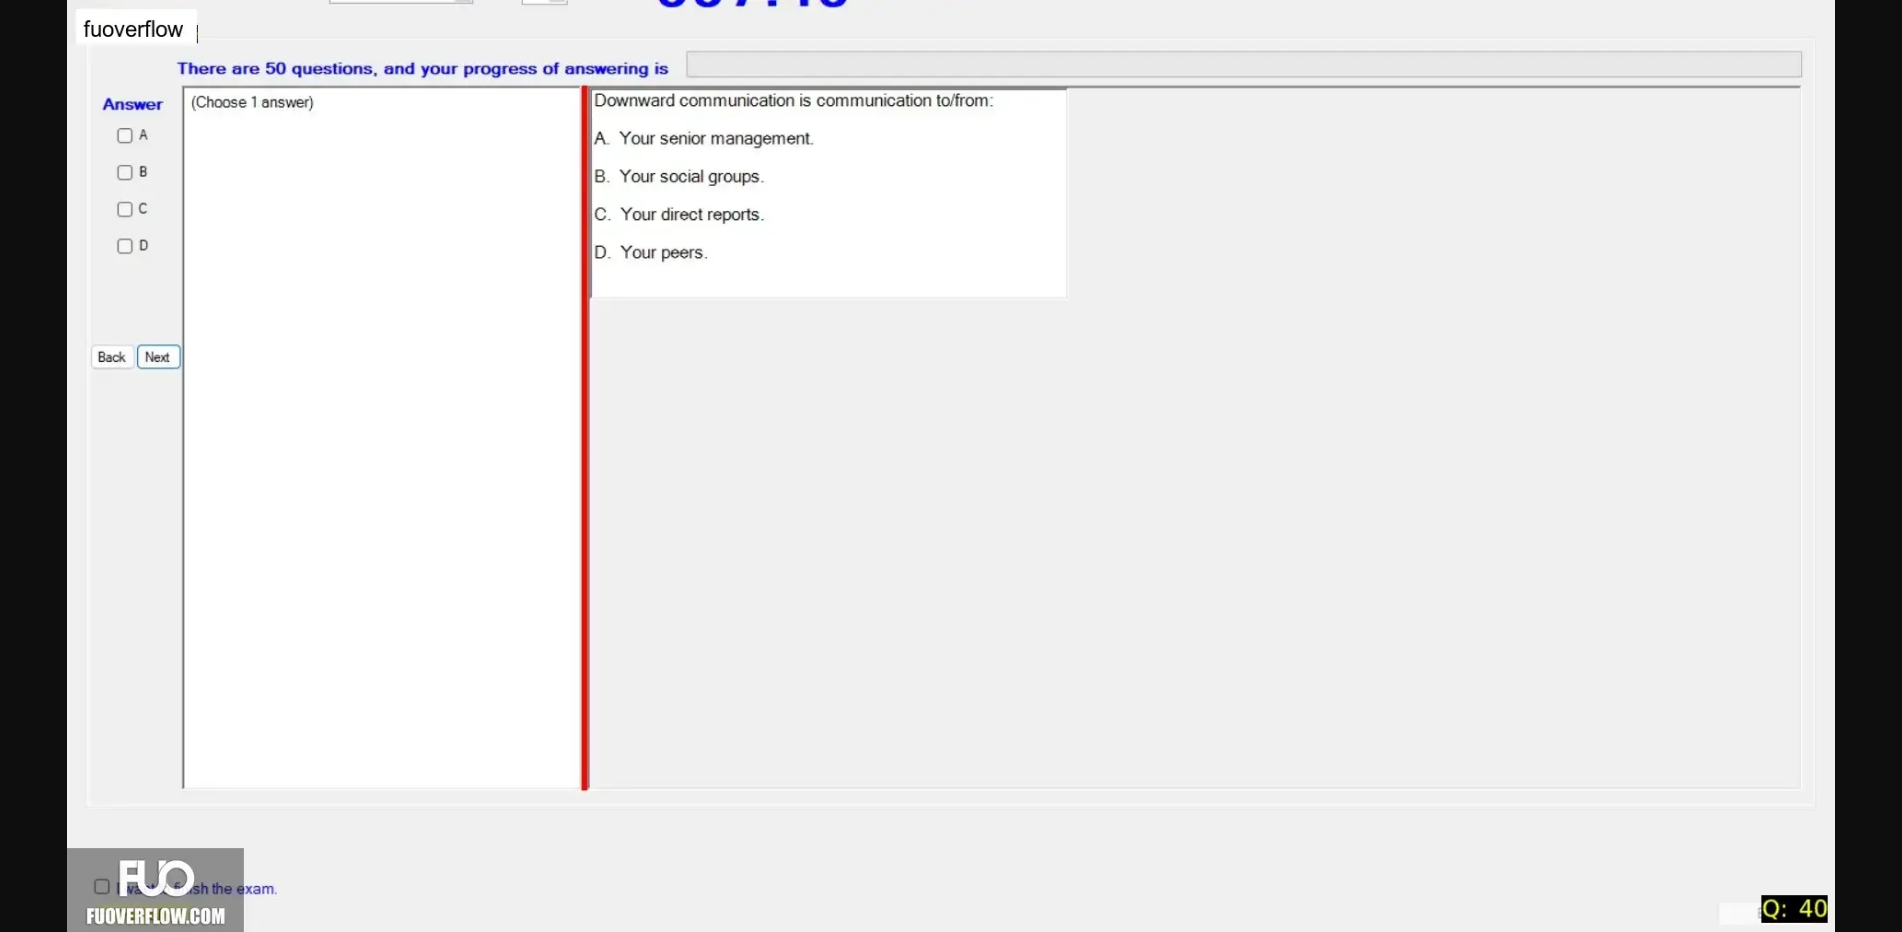 fuoverflow
There are 50 questions, and your progress of answering is
Answer
(Choose 1 answer)
A
B
C
D
Back Next
Downward communication is communication to/from:
A. Your senior management.
B. Your social groups.
C. Your direct reports.
D. Your peers.
FUO
finish the exam.
FUOVERFLOW.COM
Q: 40